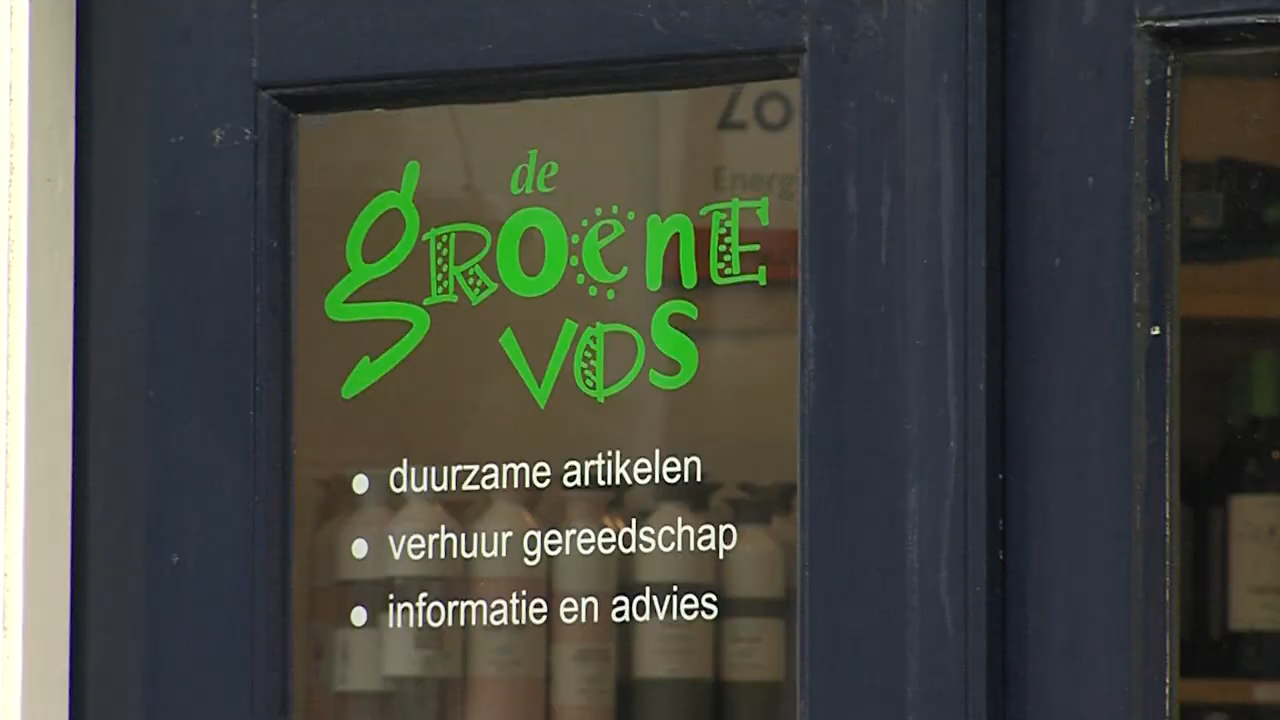 de
gROeNE
VOS
• duurzame artikelen
• verhuur gereedschap
• informatie en advies